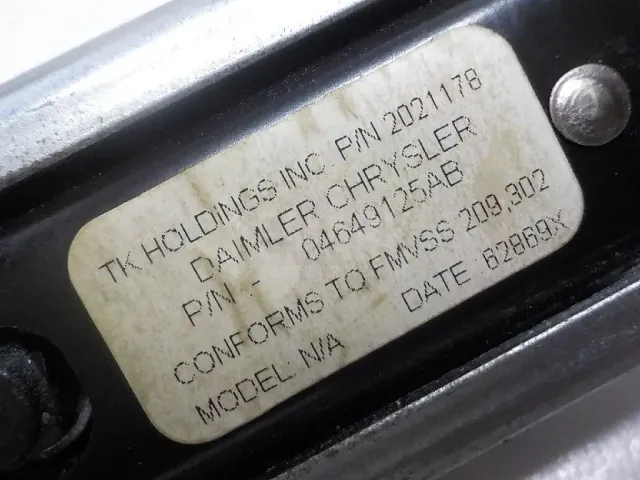 TK HOLDINGS INC. P/N 2021178
DAIMLER CHRYSLER
P/N - 04649125AB
CONFORMS TO FMVSS 209,302
MODEL: N/A DATE: 62869X